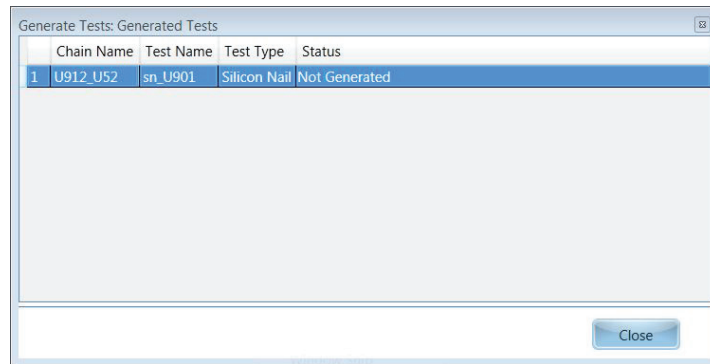 Generate Tests: Generated Tests
Chain Name Test Name Test Type Status
1 U912_U52 sn_U901 Silicon Nail Not Generated
Close